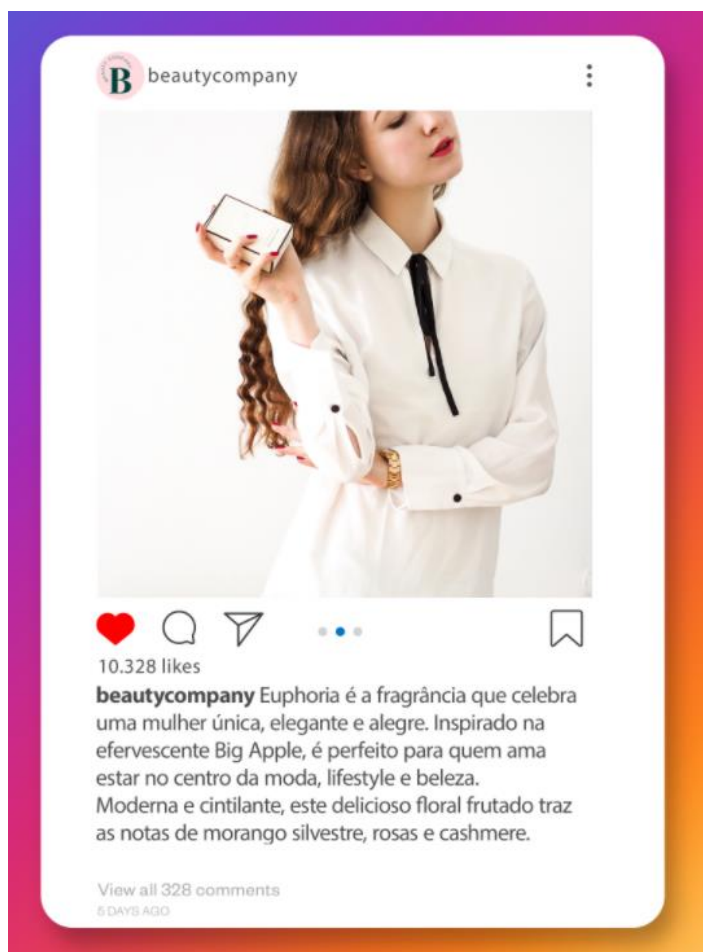 B
beautycompany
10.328 likes
beautycompany Euphoria é a fragrância que celebra
uma mulher única, elegante e alegre. Inspirado na
efervescente Big Apple, é perfeito para quem ama
estar no centro da moda, lifestyle e beleza.
Moderna e cintilante, este delicioso floral frutado traz
as notas de morango silvestre, rosas e cashmere.
View all 328 comments
5 DAYS AGO